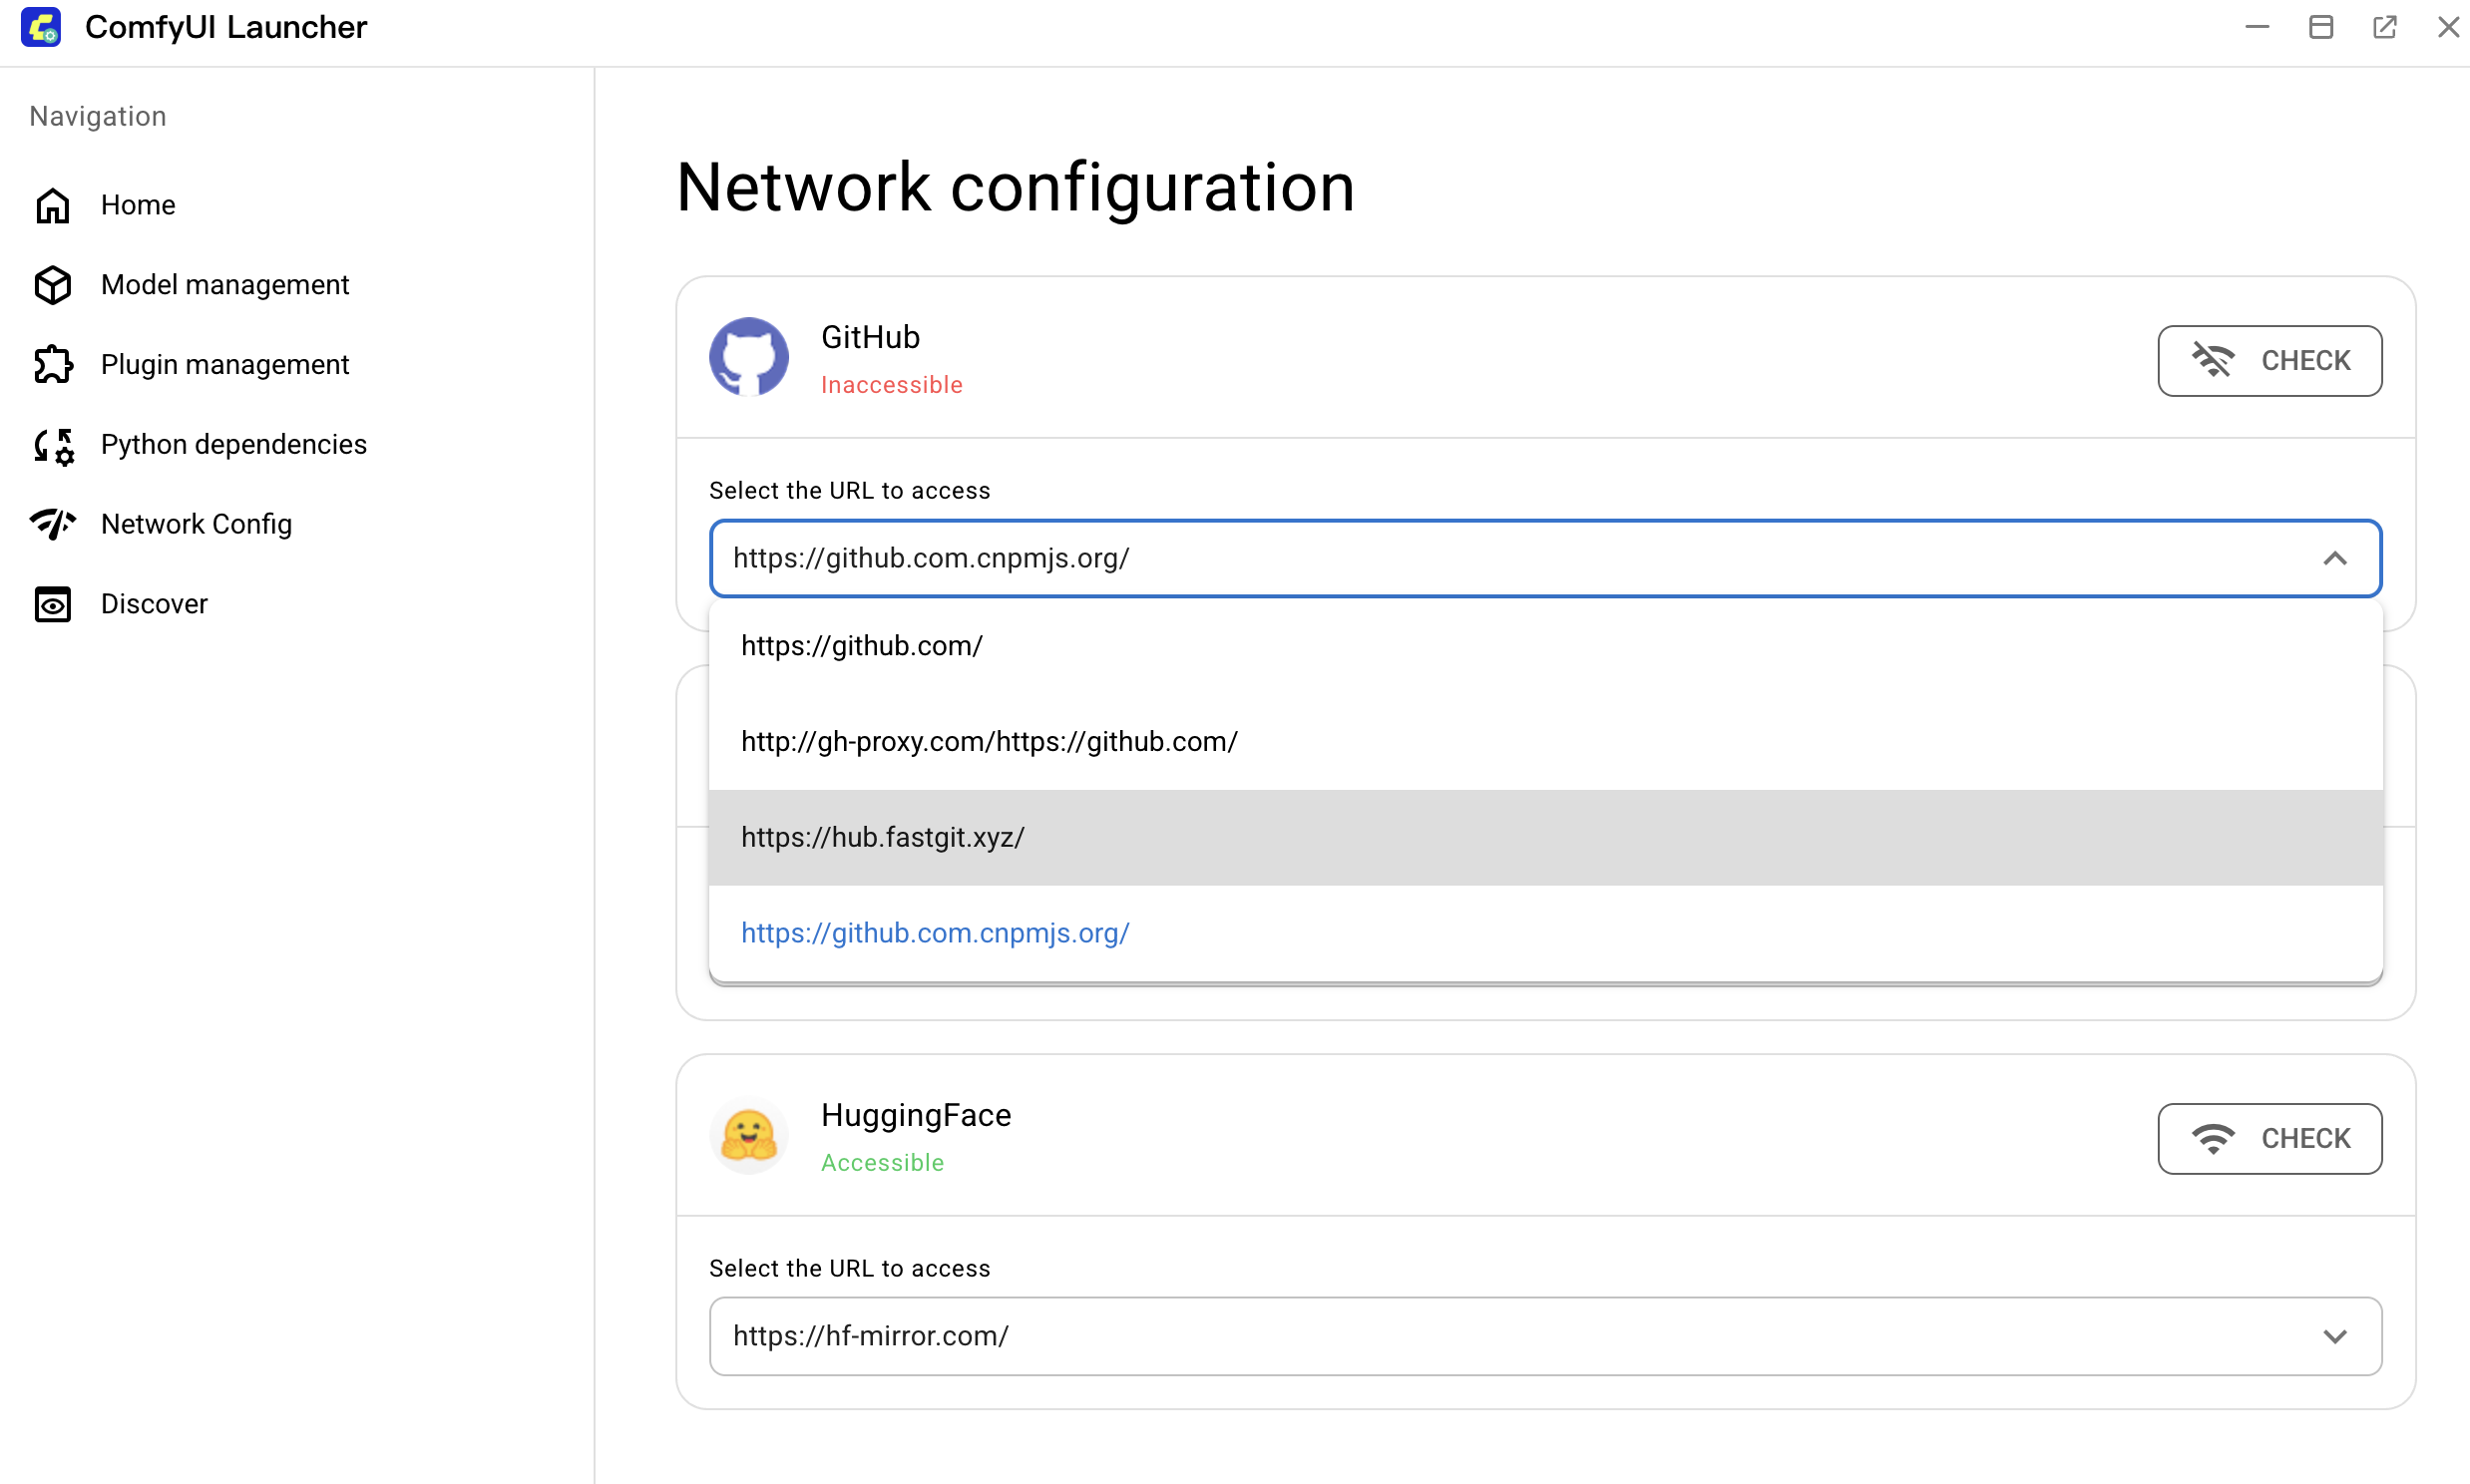 ComfyUI Launcher
Navigation
Home
Model management
Plugin management
Python dependencies
Network Config
Discover
Network configuration
GitHub
Inaccessible
CHECK
Select the URL to access
https://github.com.cnpmjs.org/
https://github.com/
http://gh-proxy.com/https://github.com/
https://hub.fastgit.xyz/
https://github.com.cnpmjs.org/
HuggingFace
Accessible
CHECK
Select the URL to access
https://hf-mirror.com/